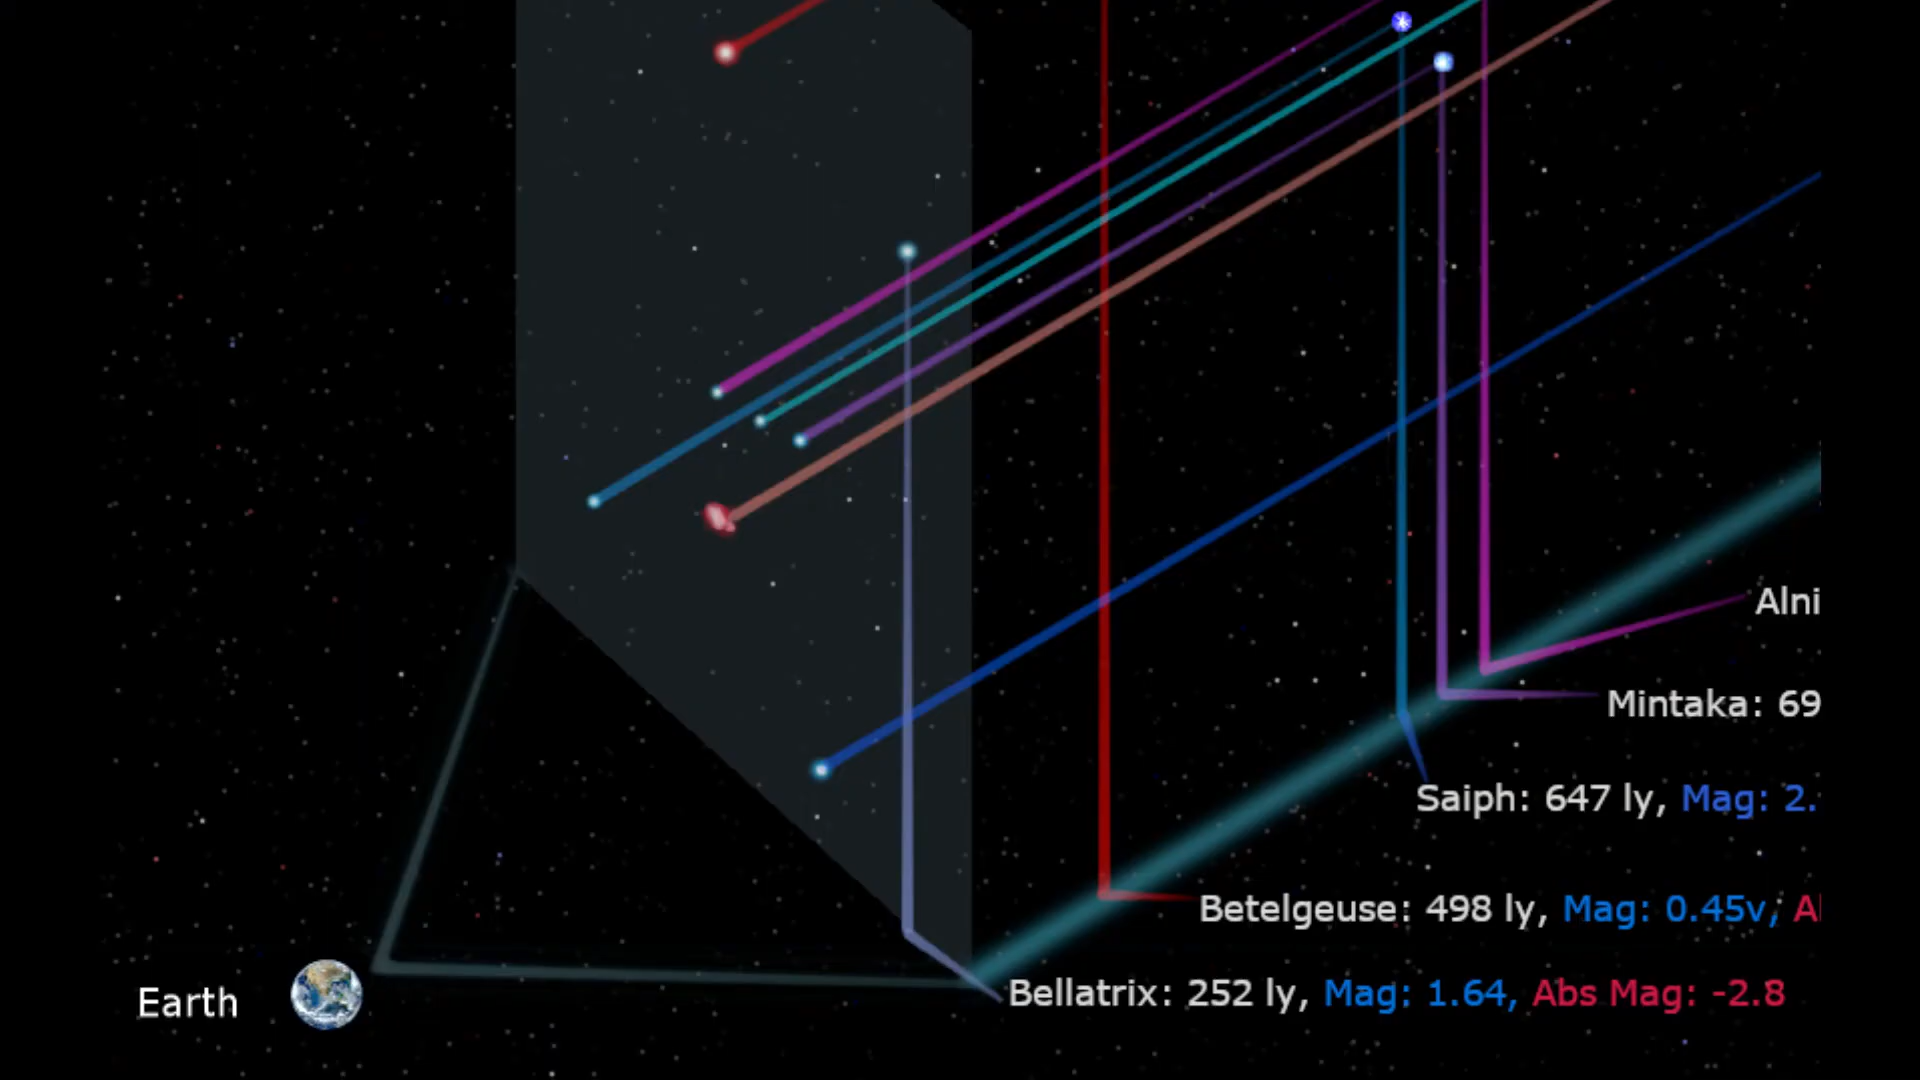 Alni
Mintaka: 69
Saiph: 647 ly, Mag: 2.
Betelgeuse: 498 ly, Mag: 0.45v, A
Bellatrix: 252 ly, Mag: 1.64, Abs Mag: -2.8
Earth